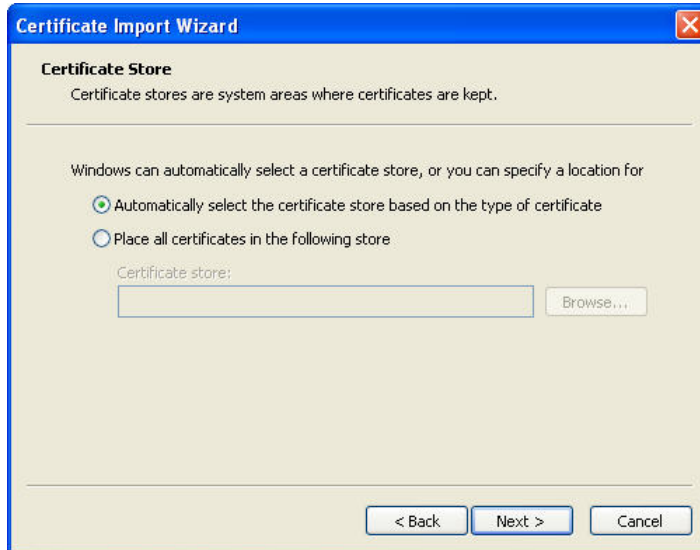 Certificate Import Wizard
Certificate Store
Certificate stores are system areas where certificates are kept.
Windows can automatically select a certificate store, or you can specify a location for
Automatically select the certificate store based on the type of certificate
Place all certificates in the following store
Certificate store:
Browse...
< Back Next > Cancel